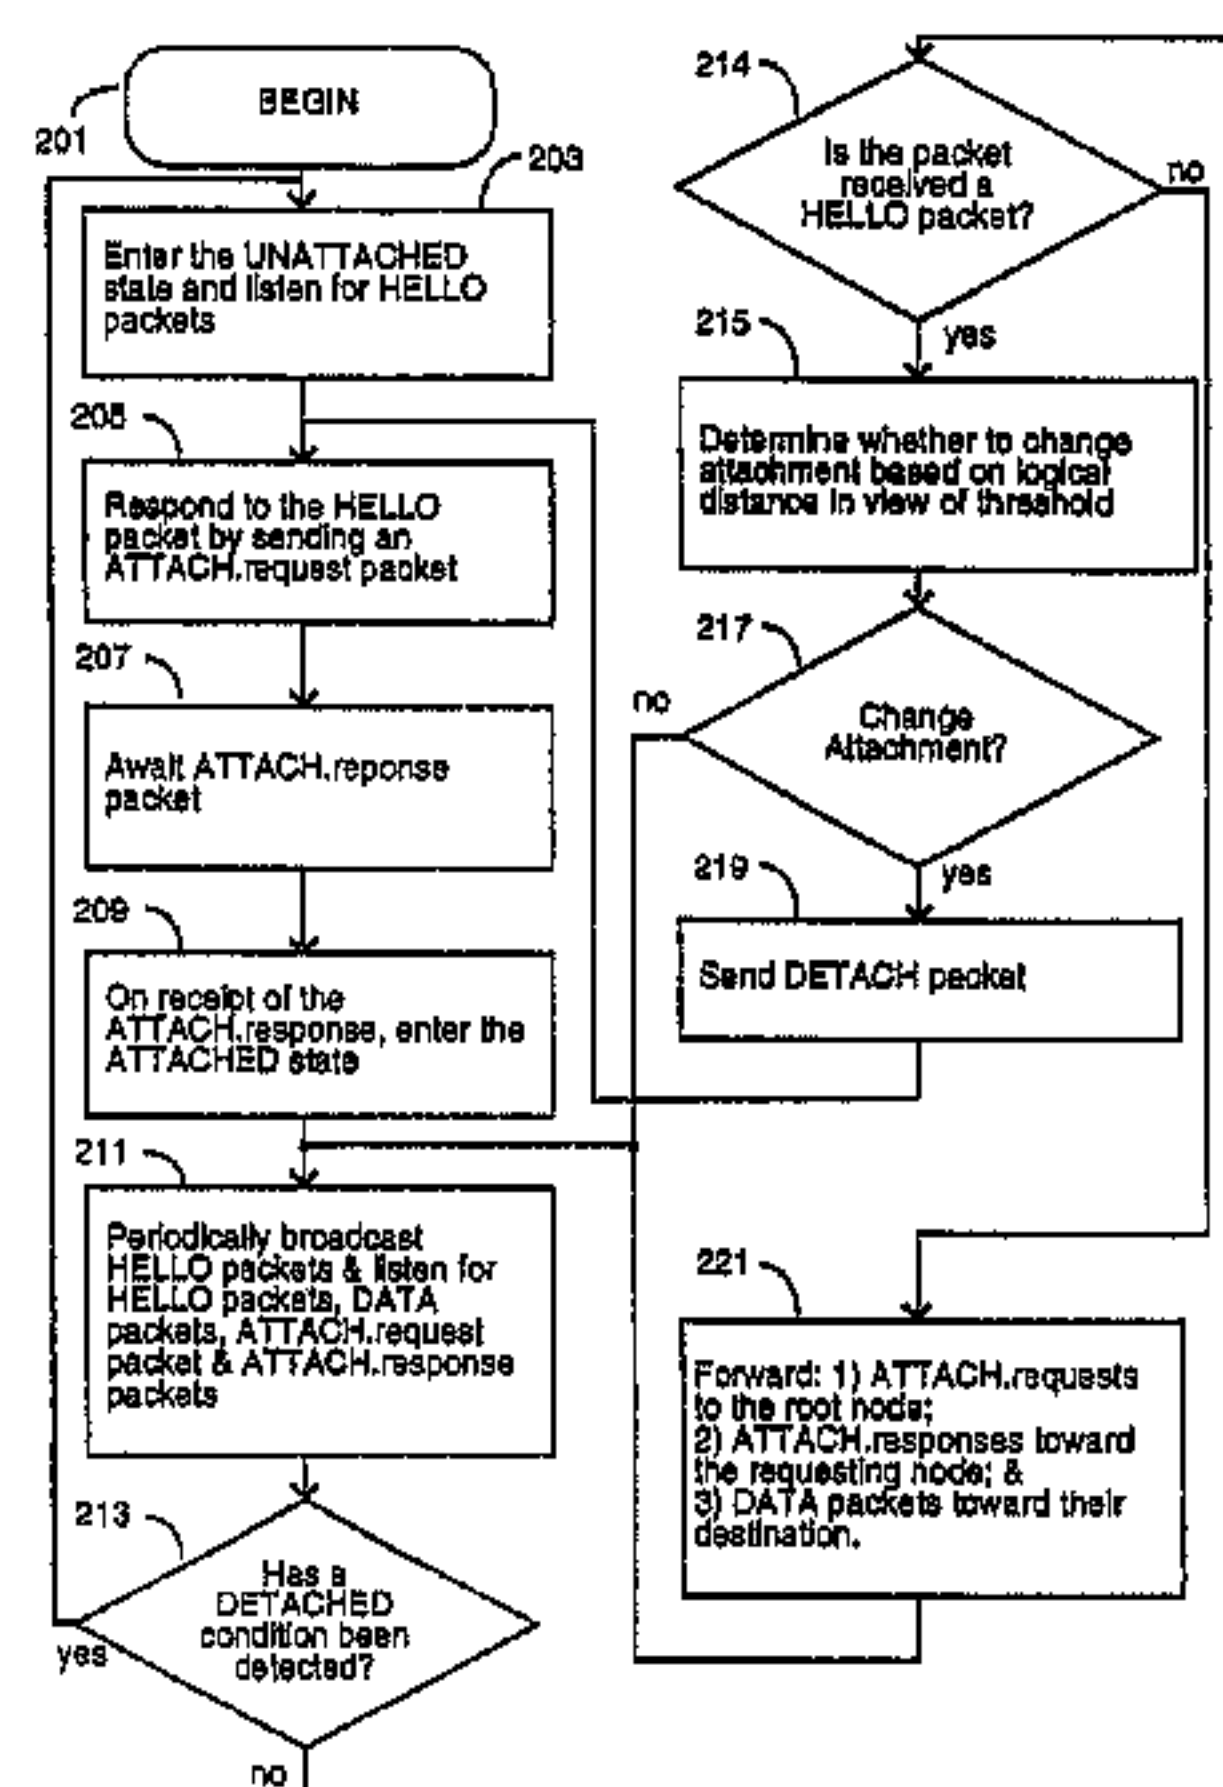 BEGIN
201
203
Enter the UNATTACHED
state and listen for HELLO
packets
205
Respond to the HELLO
packet by sending an
ATTACH.request packet
207
Await ATTACH.reponse
packet
209
On receipt of the
ATTACH.response, enter the
ATTACHED state
211
Periodically broadcast
HELLO packets & listen for
HELLO packets, DATA
packets, ATTACH.request
packet & ATTACH.response
packets
213
Has a
DETACHED
condition been
detected?
yes
no
214
Is the packet
received a
HELLO packet?
no
yes
215
Determine whether to change
attachment based on logical
distance in view of threshold
217
no
Change
Attachment?
yes
219
Send DETACH packet
221
Forward: 1) ATTACH.requests
to the root node;
2) ATTACH.responses toward
the requesting node; &
3) DATA packets toward their
destination.